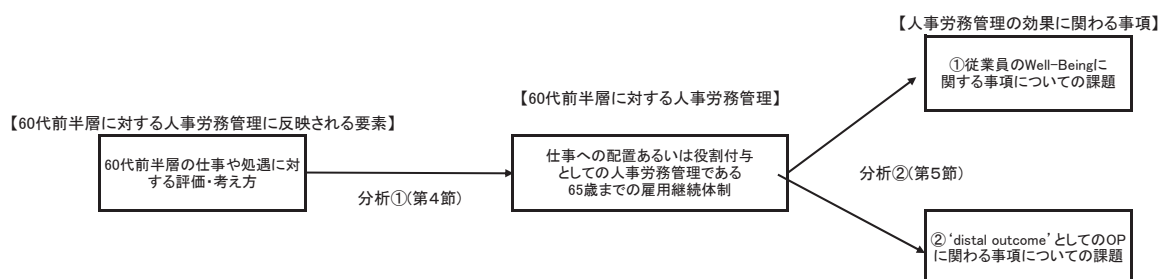 【人事労務管理の効果に関わる事項】
①従業員のWell-Beingに
関する事項についての課題
【60代前半層に対する人事労務管理】
【60代前半層に対する人事労務管理に反映される要素】
60代前半層の仕事や処遇に対
する評価・考え方
分析①(第4節)
仕事への配置あるいは役割付与
としての人事労務管理である
65歳までの雇用継続体制
分析②(第5節)
②‘distal outcome’としてのOP
に関わる事項についての課題